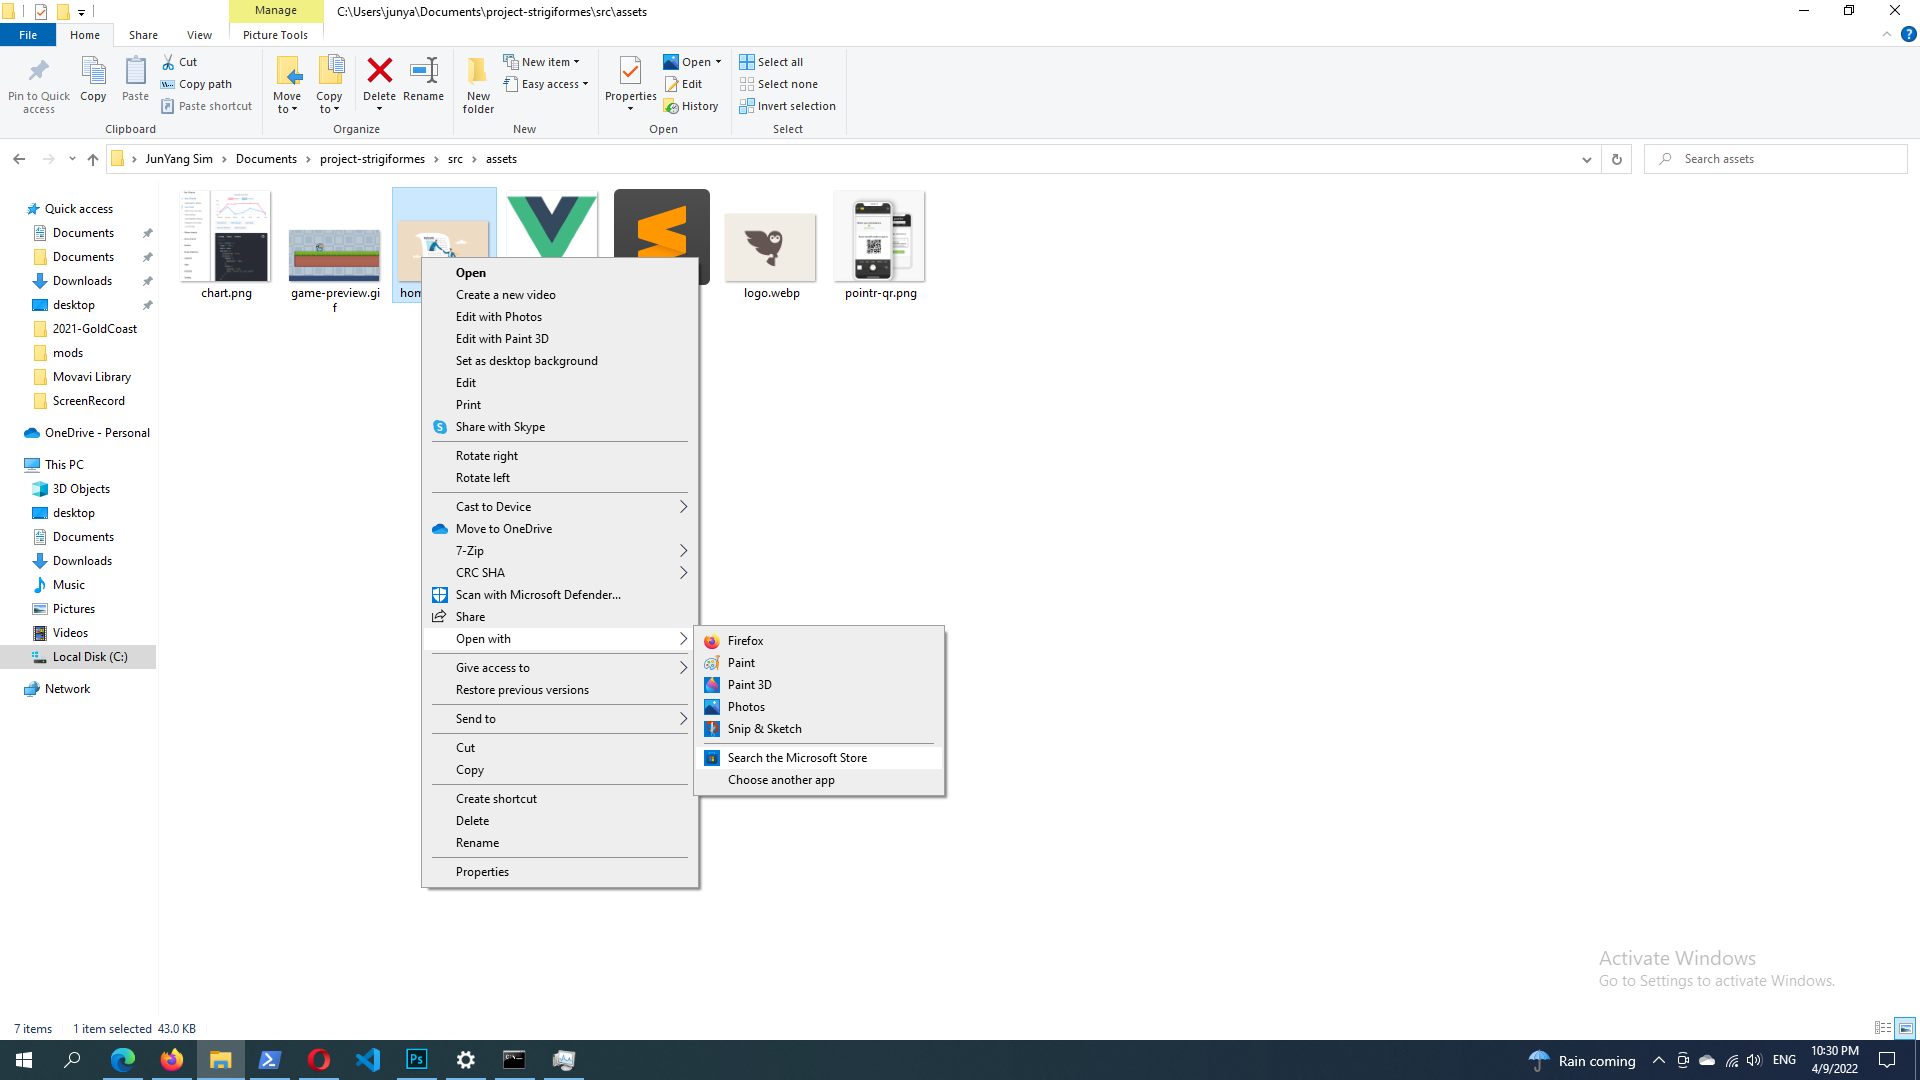 Manage
C:\Users\junya\Documents\project-strigiformes\src\assets
File
Home
Share
View
Picture Tools
Pin to Quick access
Copy
Paste
Cut
Copy path
Paste shortcut
Clipboard
Move to
Copy to
Delete
Rename
Organize
New folder
New item
Easy access
New
Properties
Open
Edit
History
Open
Select all
Select none
Invert selection
Select
JunYang Sim
Documents
project-strigiformes
src
assets
Search assets
Quick access
Documents
Documents
Downloads
desktop
2021-GoldCoast
mods
Movavi Library
ScreenRecord
OneDrive - Personal
This PC
3D Objects
desktop
Documents
Downloads
Music
Pictures
Videos
Local Disk (C:)
Network
chart.png
game-preview.gi
f
logo.webp
pointr-qr.png
Open
Create a new video
Edit with Photos
Edit with Paint 3D
Set as desktop background
Edit
Print
Share with Skype
Rotate right
Rotate left
Cast to Device
Move to OneDrive
7-Zip
CRC SHA
Scan with Microsoft Defender...
Share
Open with
Give access to
Restore previous versions
Send to
Cut
Copy
Create shortcut
Delete
Rename
Properties
Firefox
Paint
Paint 3D
Photos
Snip & Sketch
Search the Microsoft Store
Choose another app
Activate Windows
Go to Settings to activate Windows.
7 items
1 item selected 43.0 KB
Ps
Rain coming
ENG
10:30 PM
4/9/2022